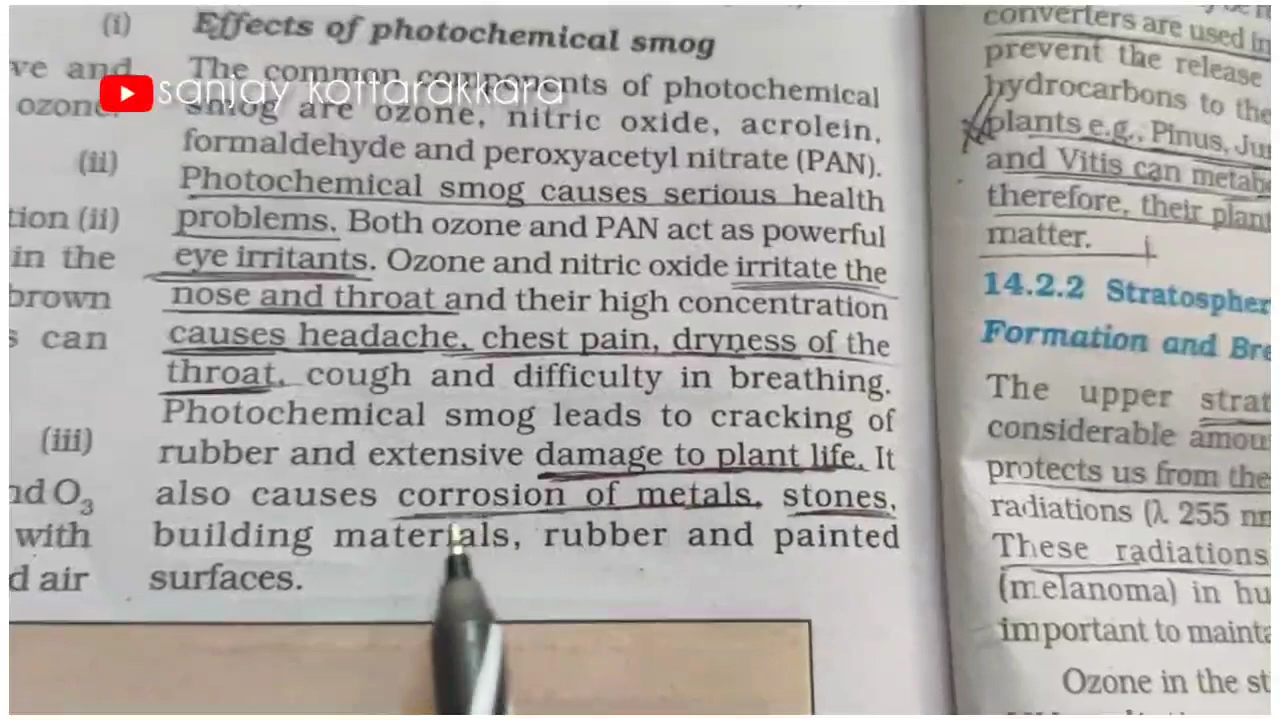 (i)
ve and
ozone,
(ii)
tion (ii)
in the
brown
s can
(iii)
nd O₃
with
d air
Effects of photochemical smog
The common components of photochemical
smog are ozone, nitric oxide, acrolein,
formaldehyde and peroxyacetyl nitrate (PAN).
Photochemical smog causes serious health
problems. Both ozone and PAN act as powerful
eye irritants. Ozone and nitric oxide irritate the
nose and throat and their high concentration
causes headache, chest pain, dryness of the
throat, cough and difficulty in breathing.
Photochemical smog leads to cracking of
rubber and extensive damage to plant life. It
also causes corrosion of metals, stones,
building materials, rubber and painted
surfaces.
sanjay kottarakkara
converters are used in
prevent the release
hydrocarbons to the
plants e.g., Pinus, Ju
and Vitis can metab
therefore, their plant
matter.
14.2.2 Stratospher
Formation and Bre
The upper strat
considerable amou
protects us from the
radiations (λ 255 nm
These radiations
(melanoma) in hu
important to mainta
Ozone in the st